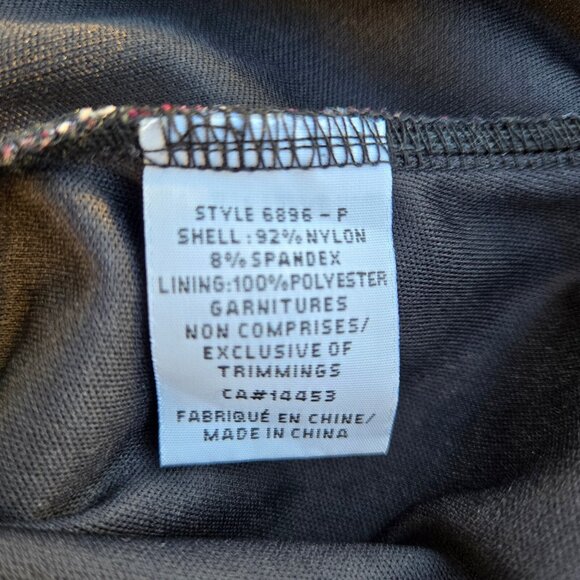 STYLE 6896-P
SHELL:92%NYLON
8%SPANDEX
LINING:100%POLYESTER
GARNITURES
NON COMPRISES/
EXCLUSIVE OF
TRIMMINGS
CA#14453
FABRIQUÉ EN CHINE/
MADE IN CHINA